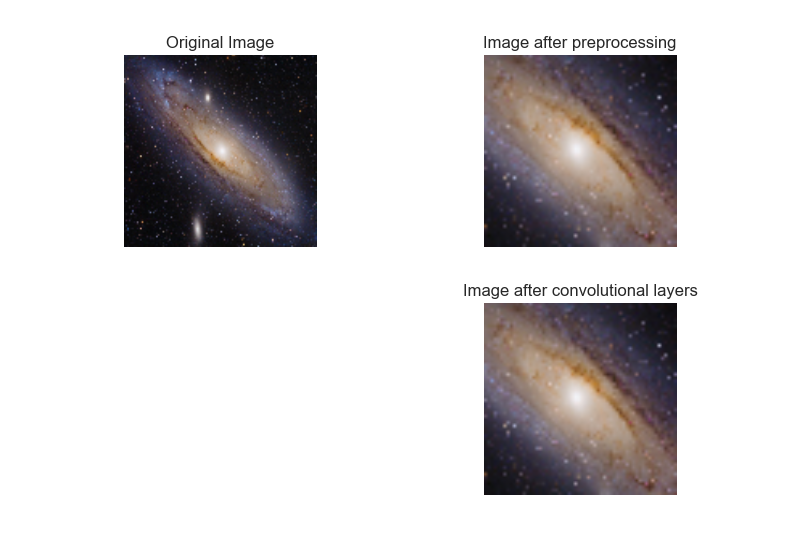 Original Image
Image after preprocessing
Image after convolutional layers